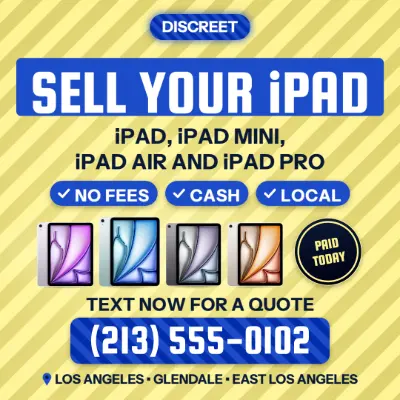 DISCREET
SELL YOUR iPAD
iPAD, iPAD MINI,
iPAD AIR AND iPAD PRO
NO FEES
CASH
LOCAL
PAID
TODAY
TEXT NOW FOR A QUOTE
(213) 555-0102
LOS ANGELES • GLENDALE • EAST LOS ANGELES